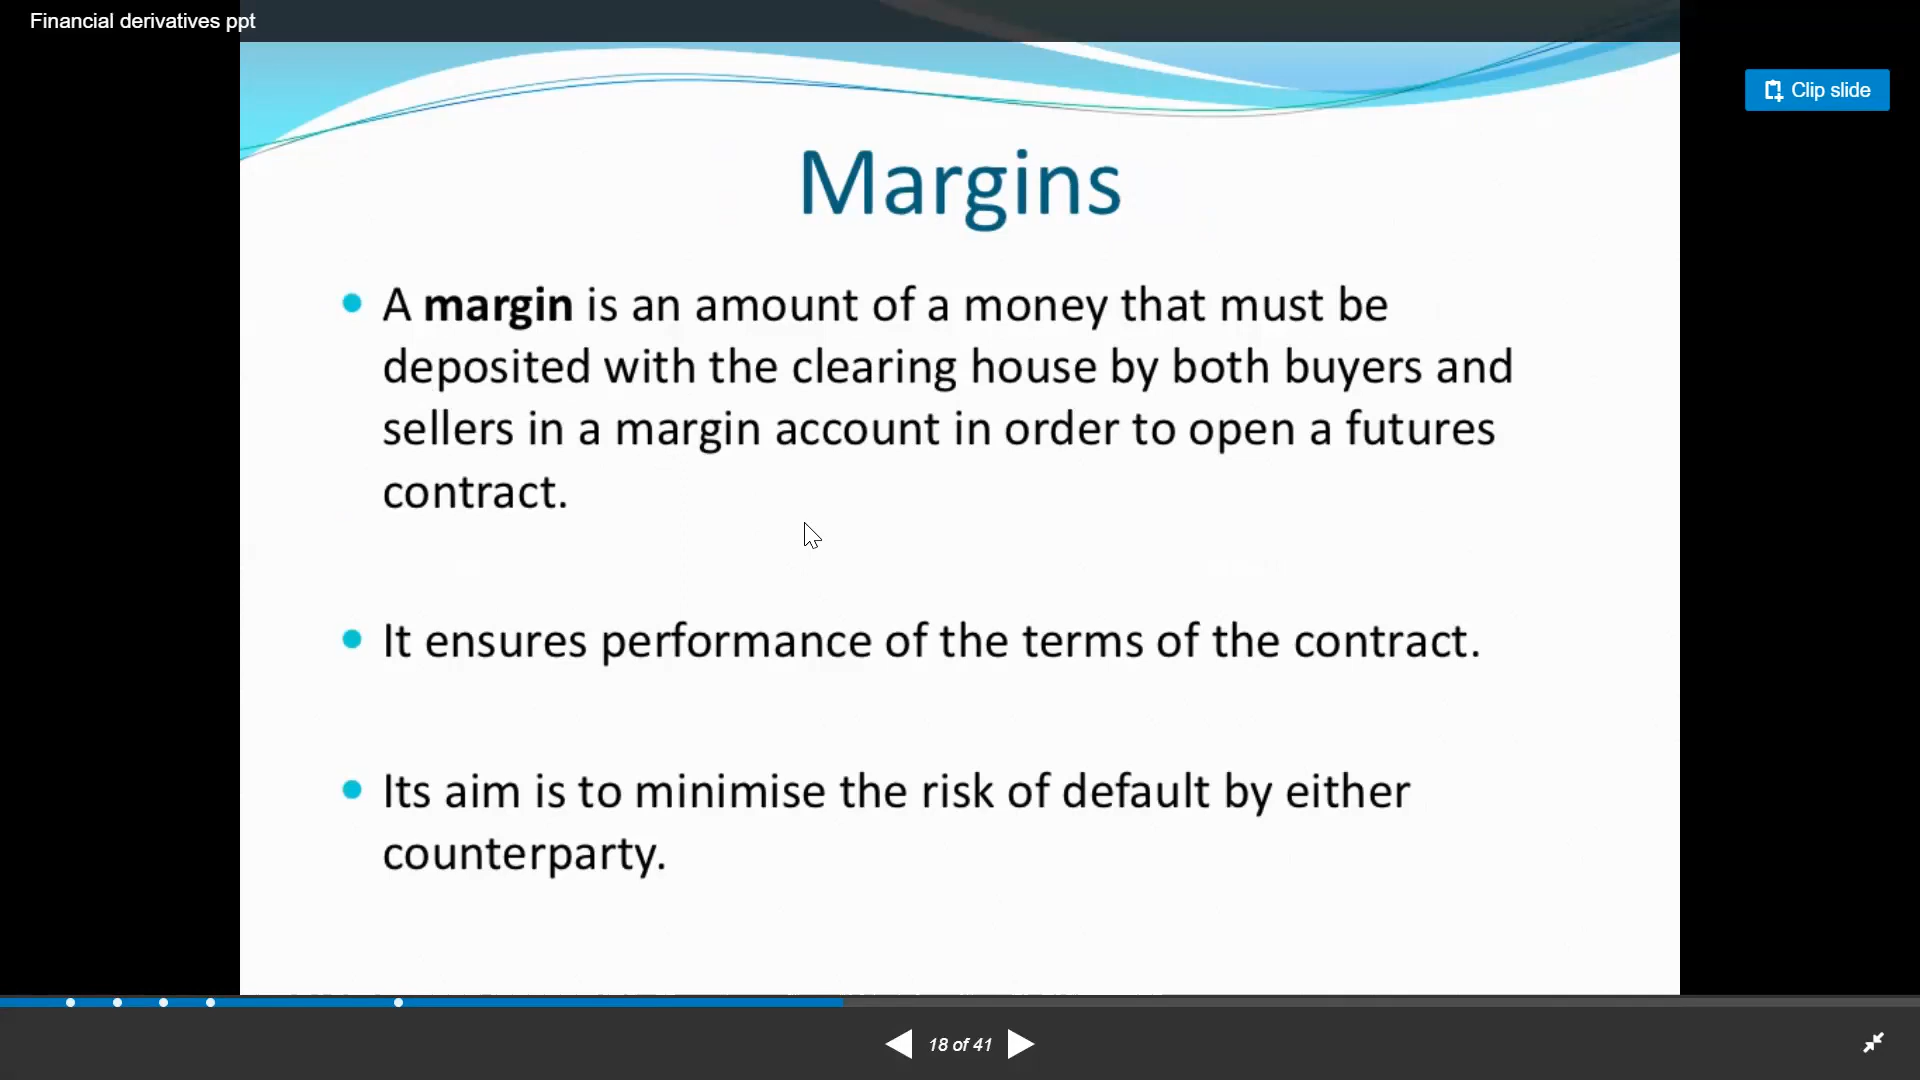 Financial derivatives ppt
Clip slide
Margins
A margin is an amount of a money that must be
deposited with the clearing house by both buyers and
sellers in a margin account in order to open a futures
contract.
It ensures performance of the terms of the contract.
Its aim is to minimise the risk of default by either
counterparty.
18 of 41